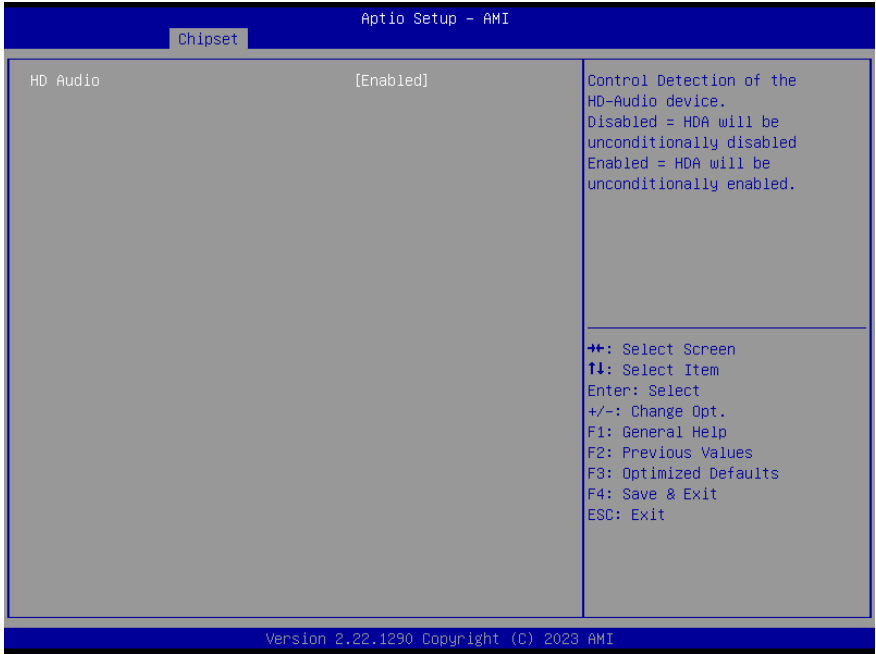 Aptio Setup – AMI
Chipset
HD Audio [Enabled]
Control Detection of the
HD-Audio device.
Disabled = HDA will be
unconditionally disabled
Enabled = HDA will be
unconditionally enabled.
→←: Select Screen
↑↓: Select Item
Enter: Select
+/-: Change Opt.
F1: General Help
F2: Previous Values
F3: Optimized Defaults
F4: Save & Exit
ESC: Exit
Version 2.22.1290 Copyright (C) 2023 AMI